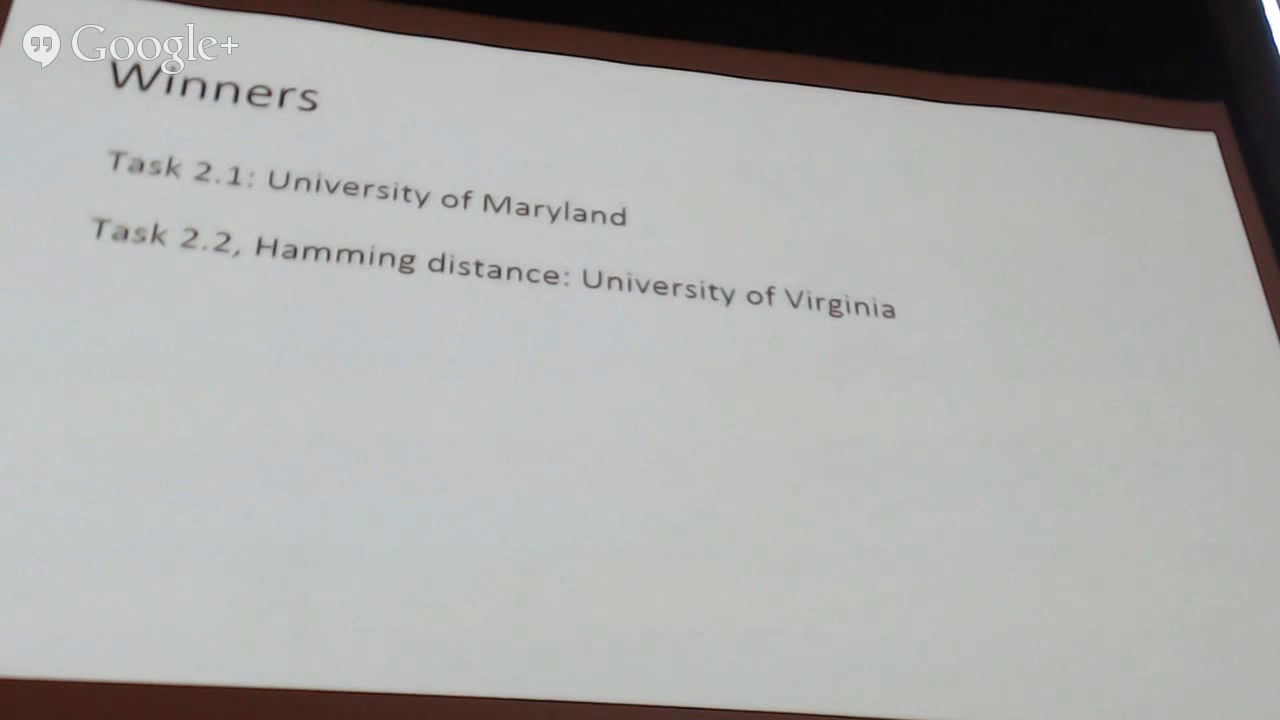 Google+
Winners
Task 2.1: University of Maryland
Task 2.2, Hamming distance: University of Virginia